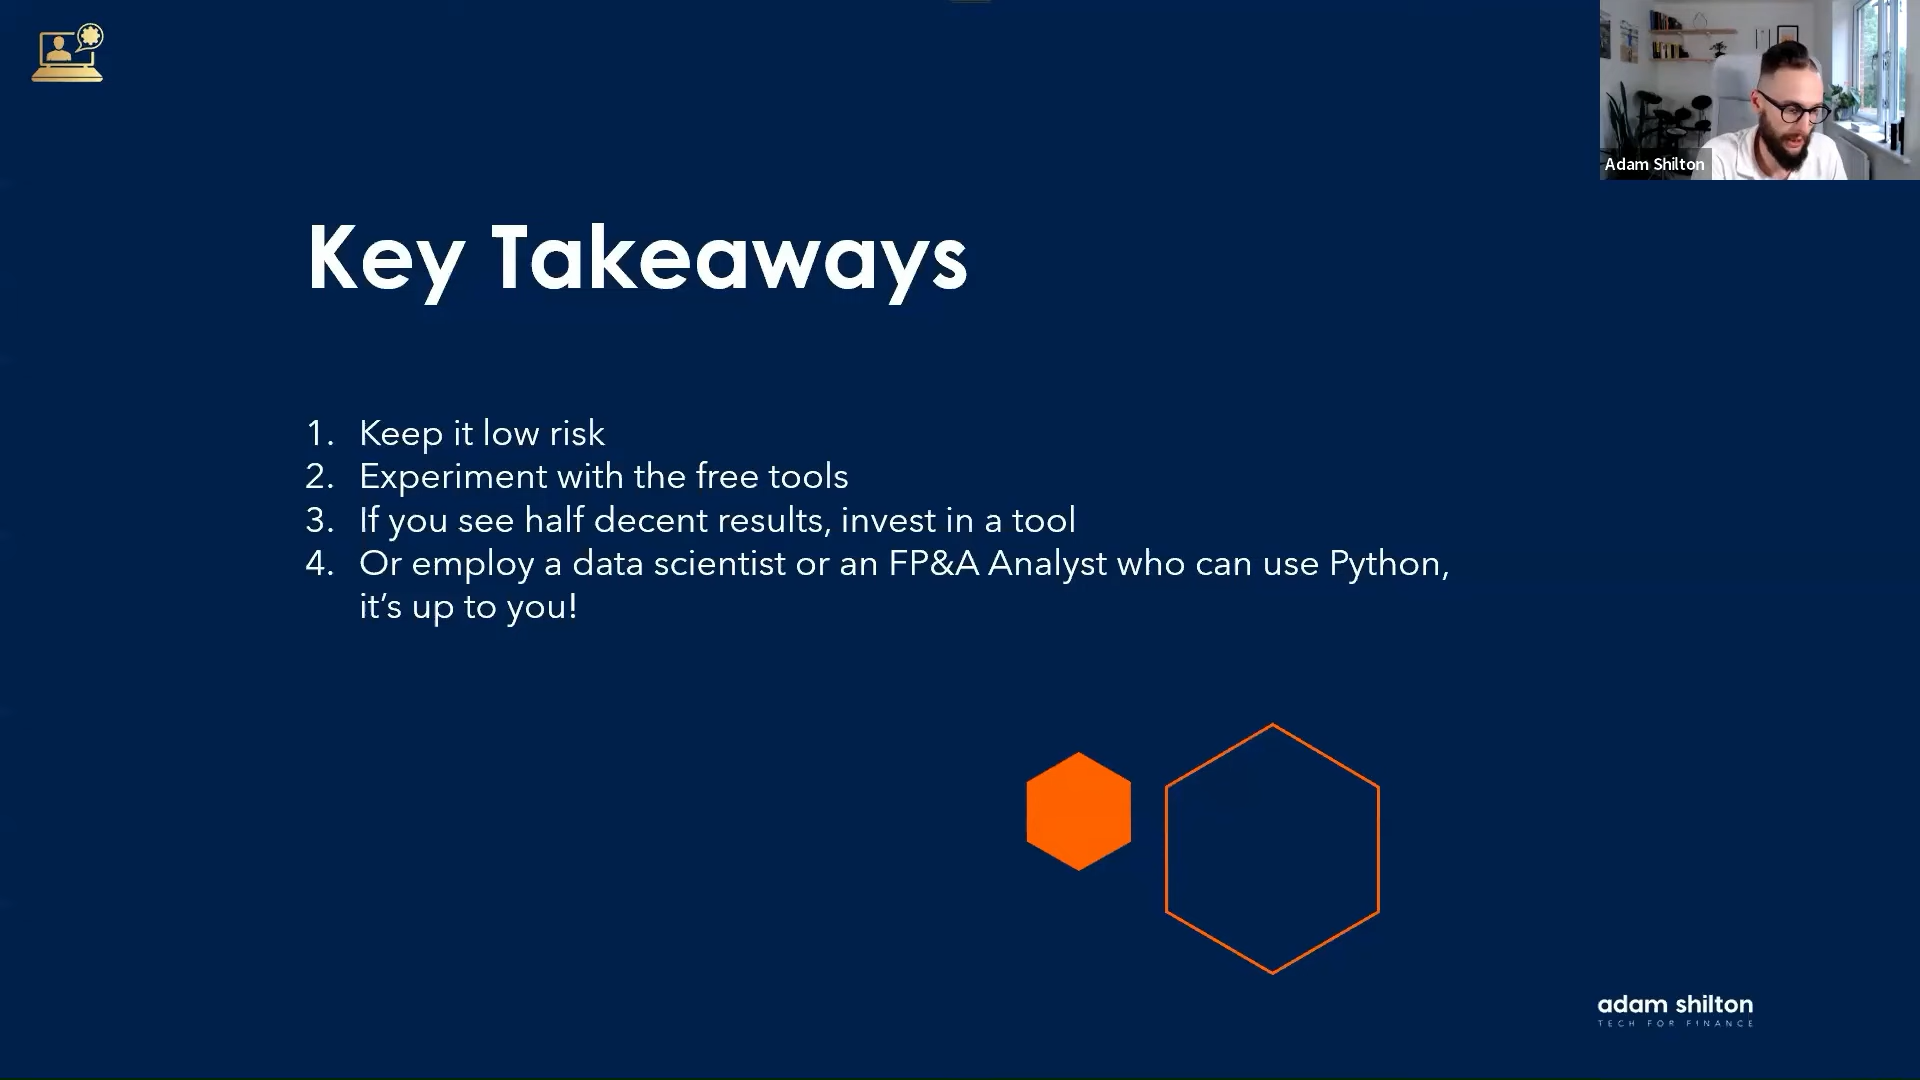 Adam Shilton
Key Takeaways
1. Keep it low risk
2. Experiment with the free tools
3. If you see half decent results, invest in a tool
4. Or employ a data scientist or an FP&A Analyst who can use Python,
it’s up to you!
adam shilton
TECH FOR FINANCE